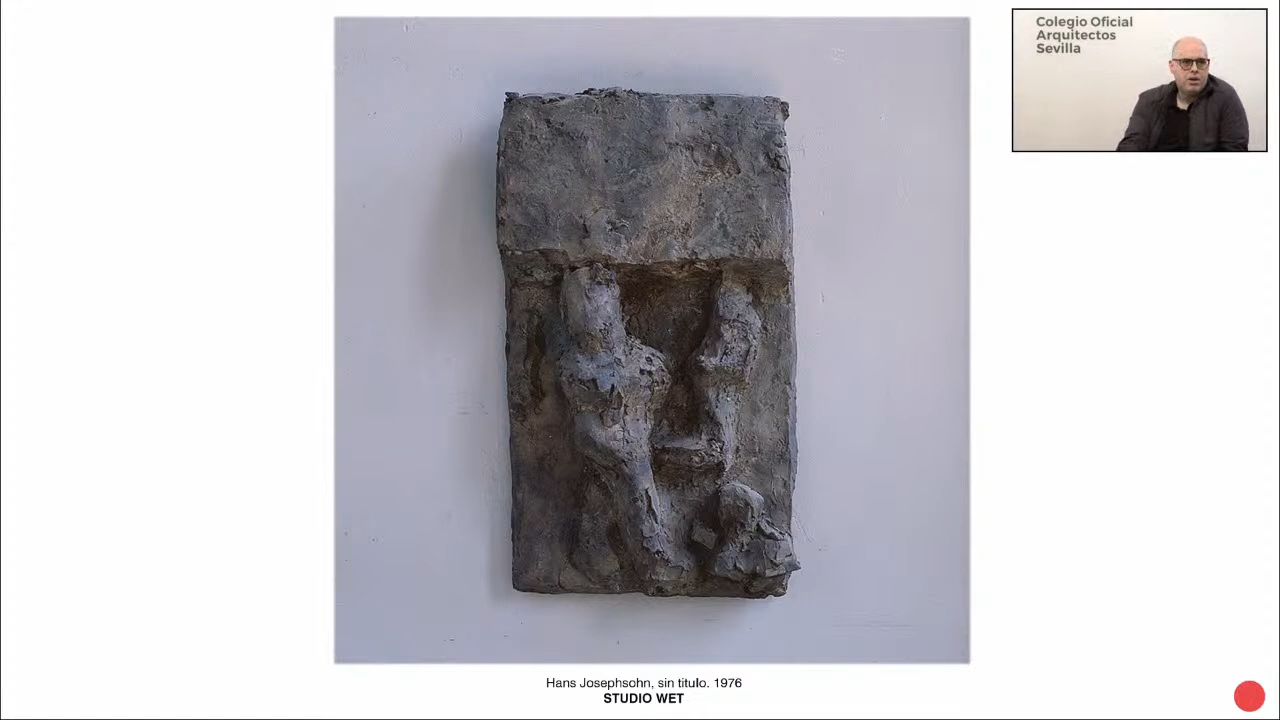 Colegio Oficial
Arquitectos
Sevilla
Hans Josephsohn, sin titulo. 1976
STUDIO WET